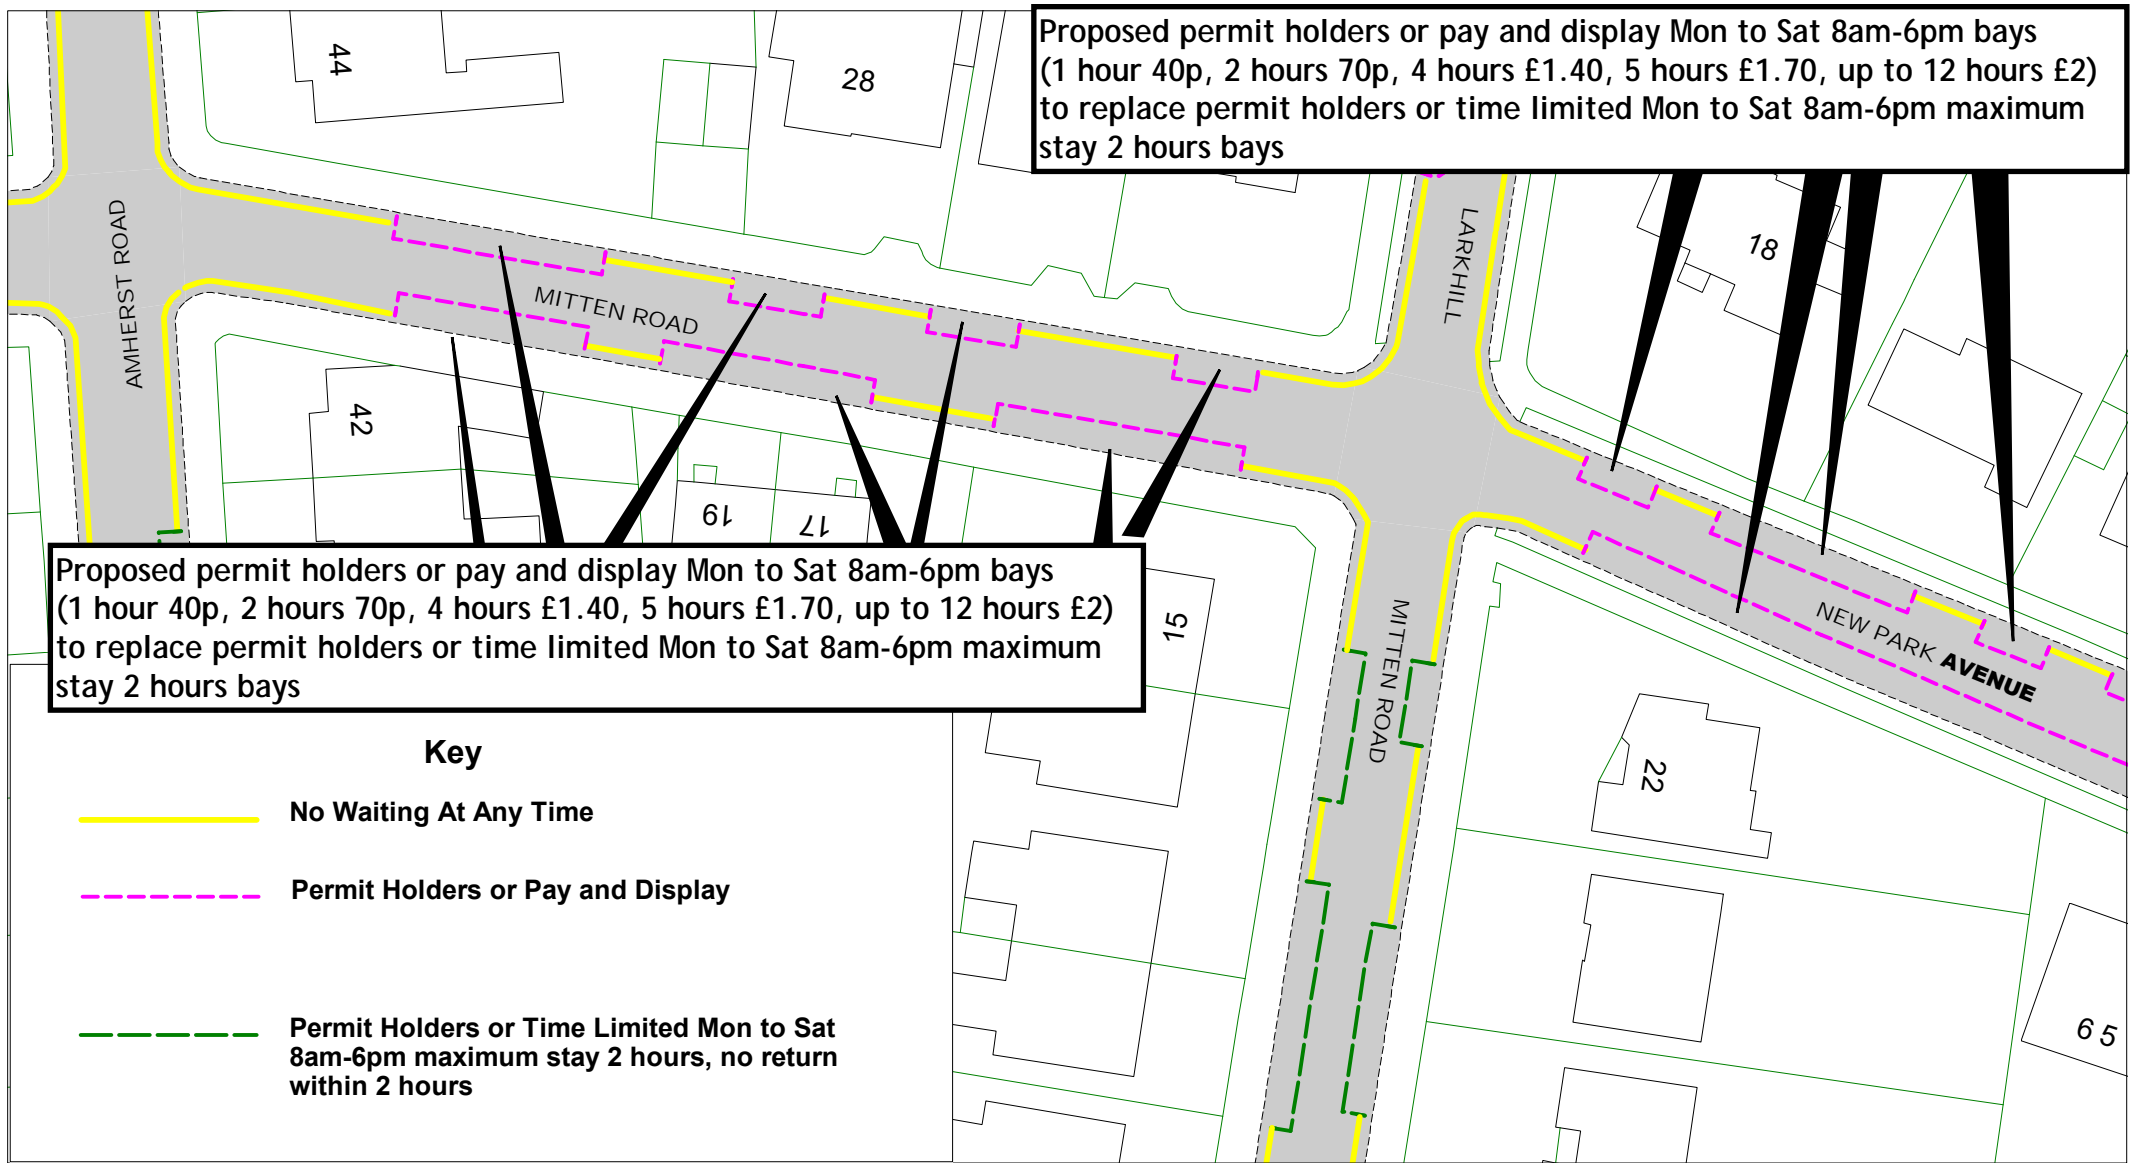 Proposed permit holders or pay and display Mon to Sat 8am-6pm bays
(1 hour 40p, 2 hours 70p, 4 hours £1.40, 5 hours £1.70, up to 12 hours £2)
to replace permit holders or time limited Mon to Sat 8am-6pm maximum
stay 2 hours bays
44
28
18
AMHERST ROAD
MITTEN ROAD
LARKHILL
42
19
17
15
Proposed permit holders or pay and display Mon to Sat 8am-6pm bays
(1 hour 40p, 2 hours 70p, 4 hours £1.40, 5 hours £1.70, up to 12 hours £2)
to replace permit holders or time limited Mon to Sat 8am-6pm maximum
stay 2 hours bays
MITTEN ROAD
NEW PARK AVENUE
22
6 5
Key
No Waiting At Any Time
Permit Holders or Pay and Display
Permit Holders or Time Limited Mon to Sat
8am-6pm maximum stay 2 hours, no return
within 2 hours